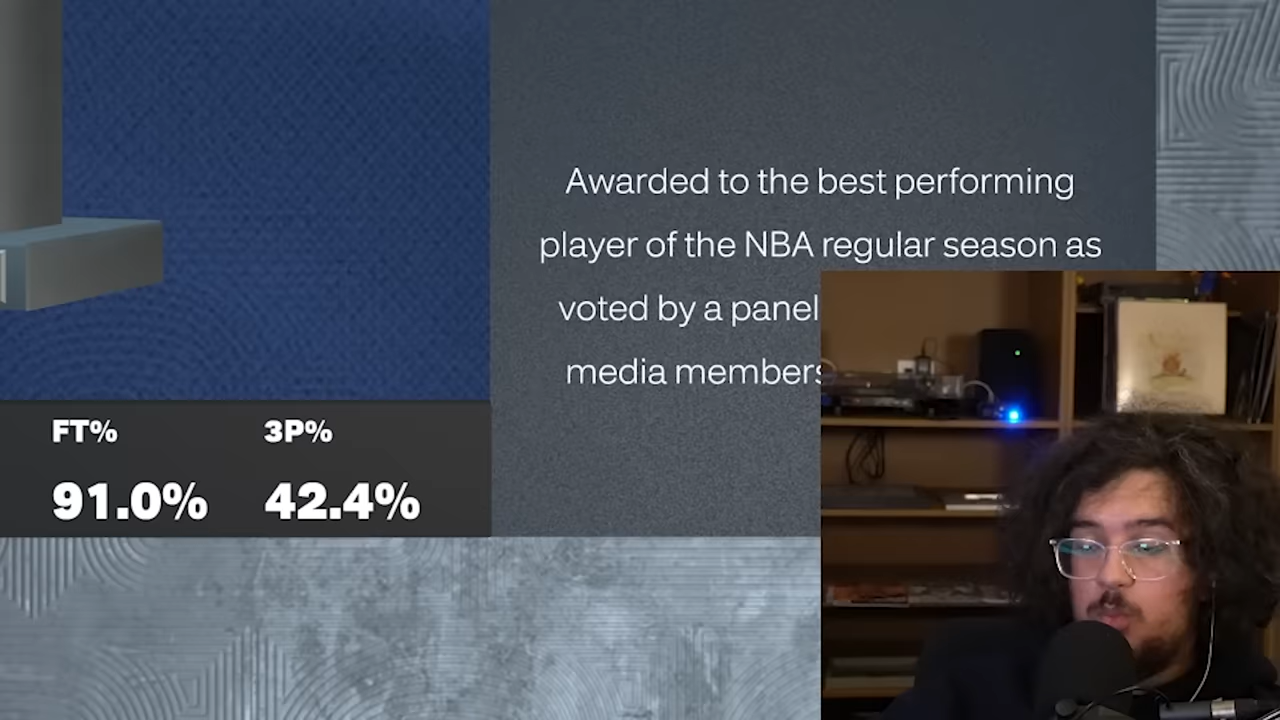 Awarded to the best performing
player of the NBA regular season as
voted by a panel
media members
FT% 3P%
91.0% 42.4%